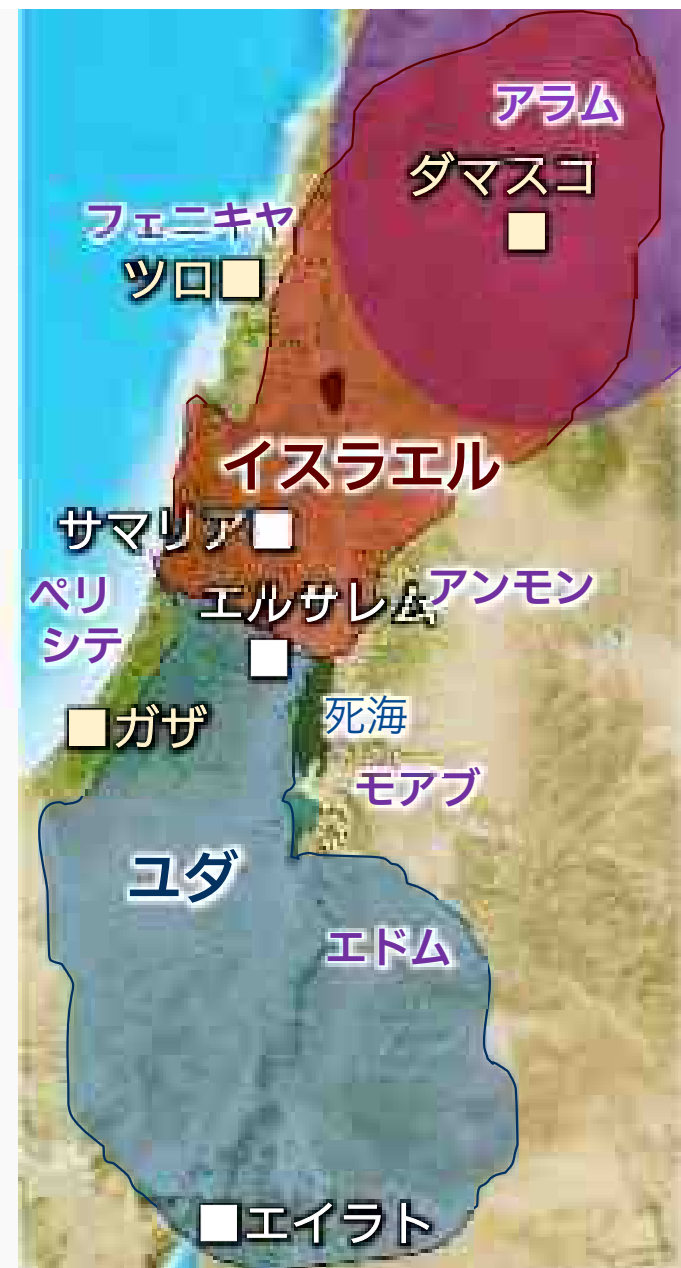 アラム
ダマスコ
フェニキヤ
ツロ
イスラエル
サマリア
ペリ
シテ
アンモン
エルサレム
死海
ガザ
モアブ
ユダ
エドム
エイラト